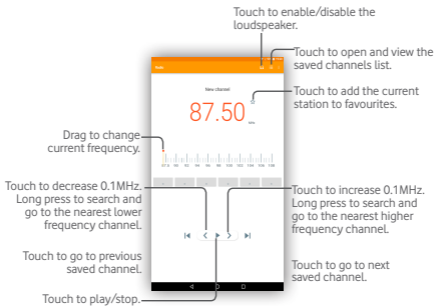 Touch to enable/disable the
loudspeaker.
Touch to open and view the
saved channels list.
New channel
Touch to add the current
station to favourites.
87.50
MHz
Drag to change
current frequency.
Touch to decrease 0.1MHz.
Long press to search and
go to the nearest lower
frequency channel.
Touch to increase 0.1MHz.
Long press to search and
go to the nearest higher
frequency channel.
Touch to go to previous
saved channel.
Touch to go to next
saved channel.
Touch to play/stop.